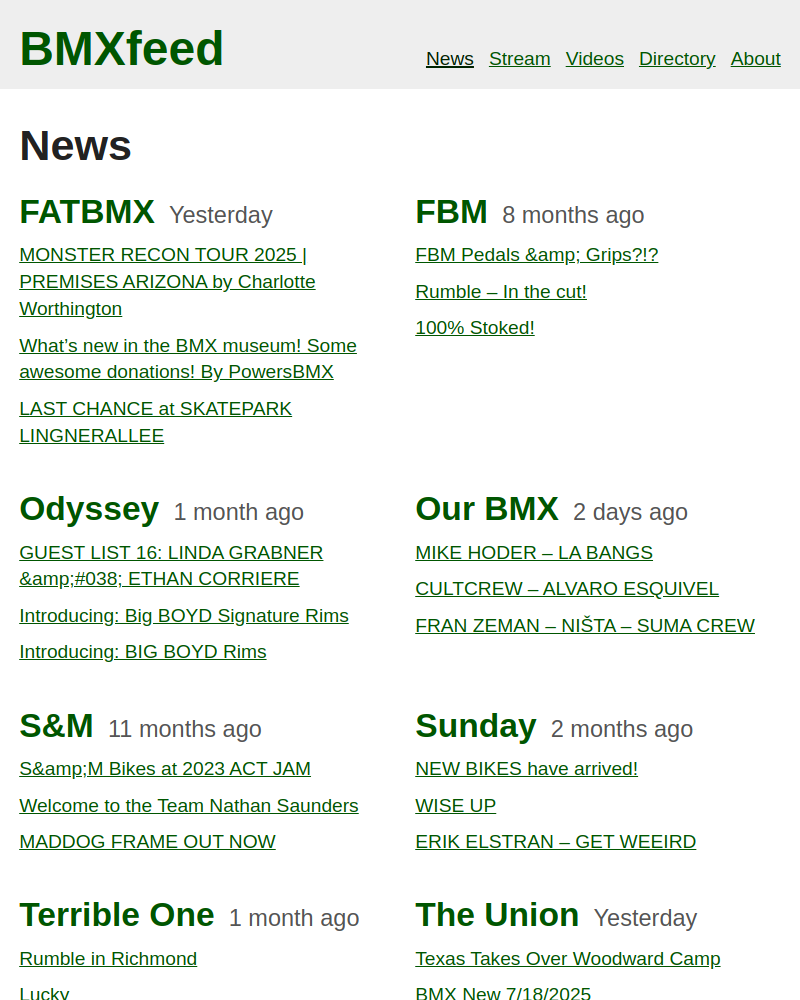 BMXfeed
News Stream Videos Directory About
News
FATBMX Yesterday
MONSTER RECON TOUR 2025 |
PREMISES ARIZONA by Charlotte
Worthington
What’s new in the BMX museum! Some
awesome donations! By PowersBMX
LAST CHANCE at SKATEPARK
LINGNERALLEE
FBM 8 months ago
FBM Pedals &amp; Grips?!?
Rumble – In the cut!
100% Stoked!
Odyssey 1 month ago
GUEST LIST 16: LINDA GRABNER
&amp;#038; ETHAN CORRIERE
Introducing: Big BOYD Signature Rims
Introducing: BIG BOYD Rims
Our BMX 2 days ago
MIKE HODER – LA BANGS
CULTCREW – ALVARO ESQUIVEL
FRAN ZEMAN – NIŠTA – SUMA CREW
S&M 11 months ago
S&amp;M Bikes at 2023 ACT JAM
Welcome to the Team Nathan Saunders
MADDOG FRAME OUT NOW
Sunday 2 months ago
NEW BIKES have arrived!
WISE UP
ERIK ELSTRAN – GET WEEIRD
Terrible One 1 month ago
Rumble in Richmond
Lucky
The Union Yesterday
Texas Takes Over Woodward Camp
BMX New 7/18/2025